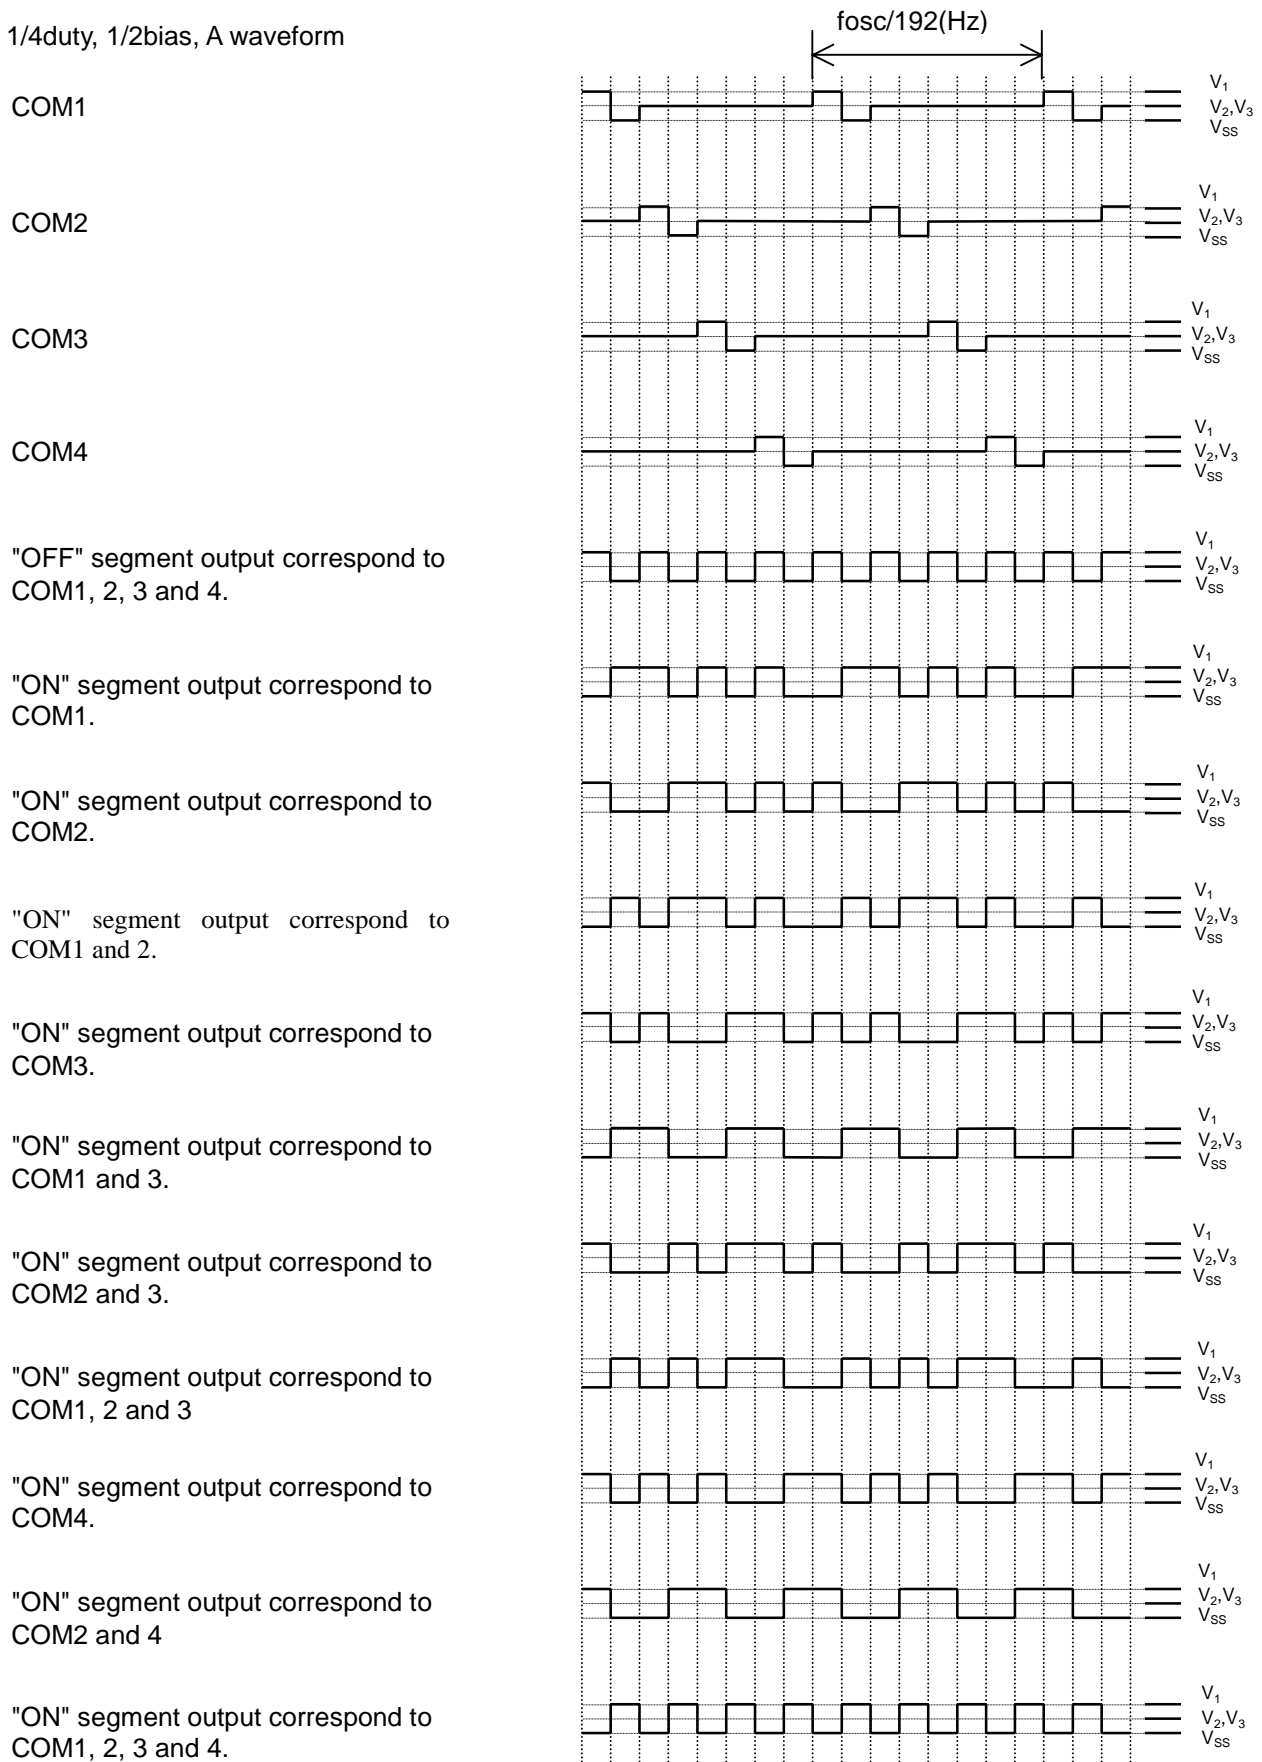 fosc/192(Hz)
1/4duty, 1/2bias, A waveform
COM1
V1
V2,V3
VSS
COM2
V1
V2,V3
VSS
COM3
V1
V2,V3
VSS
COM4
V1
V2,V3
VSS
"OFF" segment output correspond to
COM1, 2, 3 and 4.
V1
V2,V3
VSS
"ON" segment output correspond to
COM1.
V1
V2,V3
VSS
"ON" segment output correspond to
COM2.
V1
V2,V3
VSS
"ON" segment output correspond to
COM1 and 2.
V1
V2,V3
VSS
"ON" segment output correspond to
COM3.
V1
V2,V3
VSS
"ON" segment output correspond to
COM1 and 3.
V1
V2,V3
VSS
"ON" segment output correspond to
COM2 and 3.
V1
V2,V3
VSS
"ON" segment output correspond to
COM1, 2 and 3
V1
V2,V3
VSS
"ON" segment output correspond to
COM4.
V1
V2,V3
VSS
"ON" segment output correspond to
COM2 and 4
V1
V2,V3
VSS
"ON" segment output correspond to
COM1, 2, 3 and 4.
V1
V2,V3
VSS